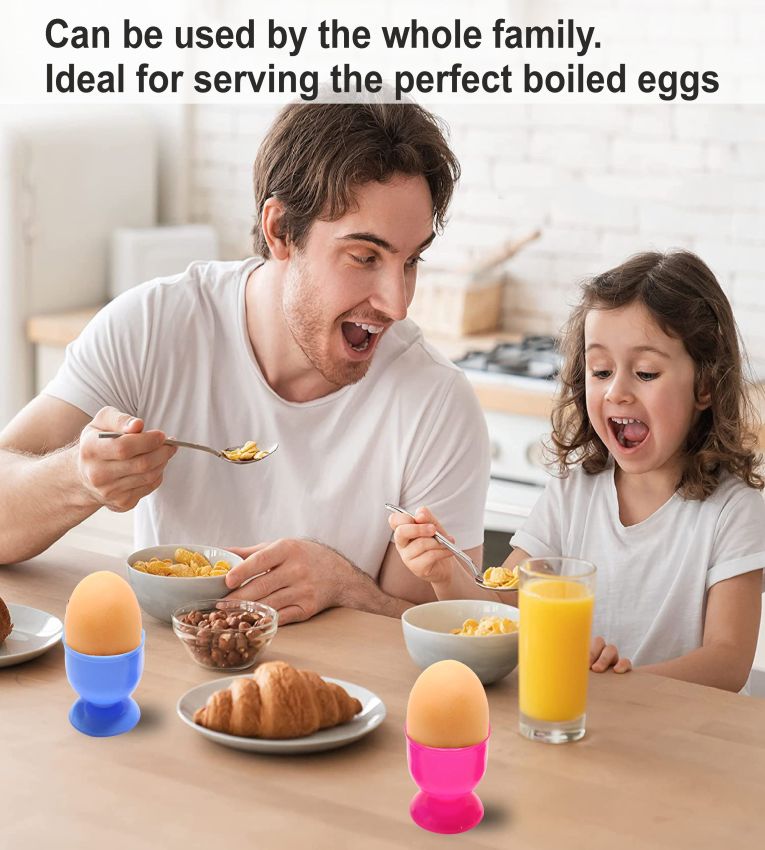 Can be used by the whole family.
Ideal for serving the perfect boiled eggs